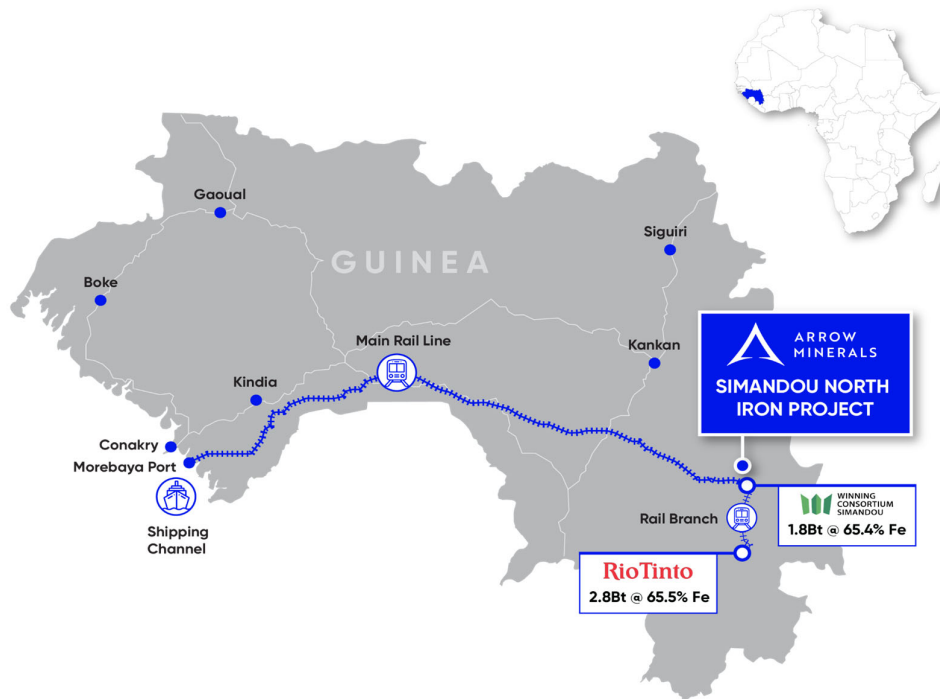 Gaoual
Siguiri
GUINEA
Boke
Main Rail Line
Kankan
ARROW
MINERALS
SIMANDOU NORTH
IRON PROJECT
Kindia
Conakry
Morebaya Port
Shipping
Channel
Rail Branch
WINNING
CONSORTIUM
SIMANDOU
1.8Bt @ 65.4% Fe
RioTinto
2.8Bt @ 65.5% Fe